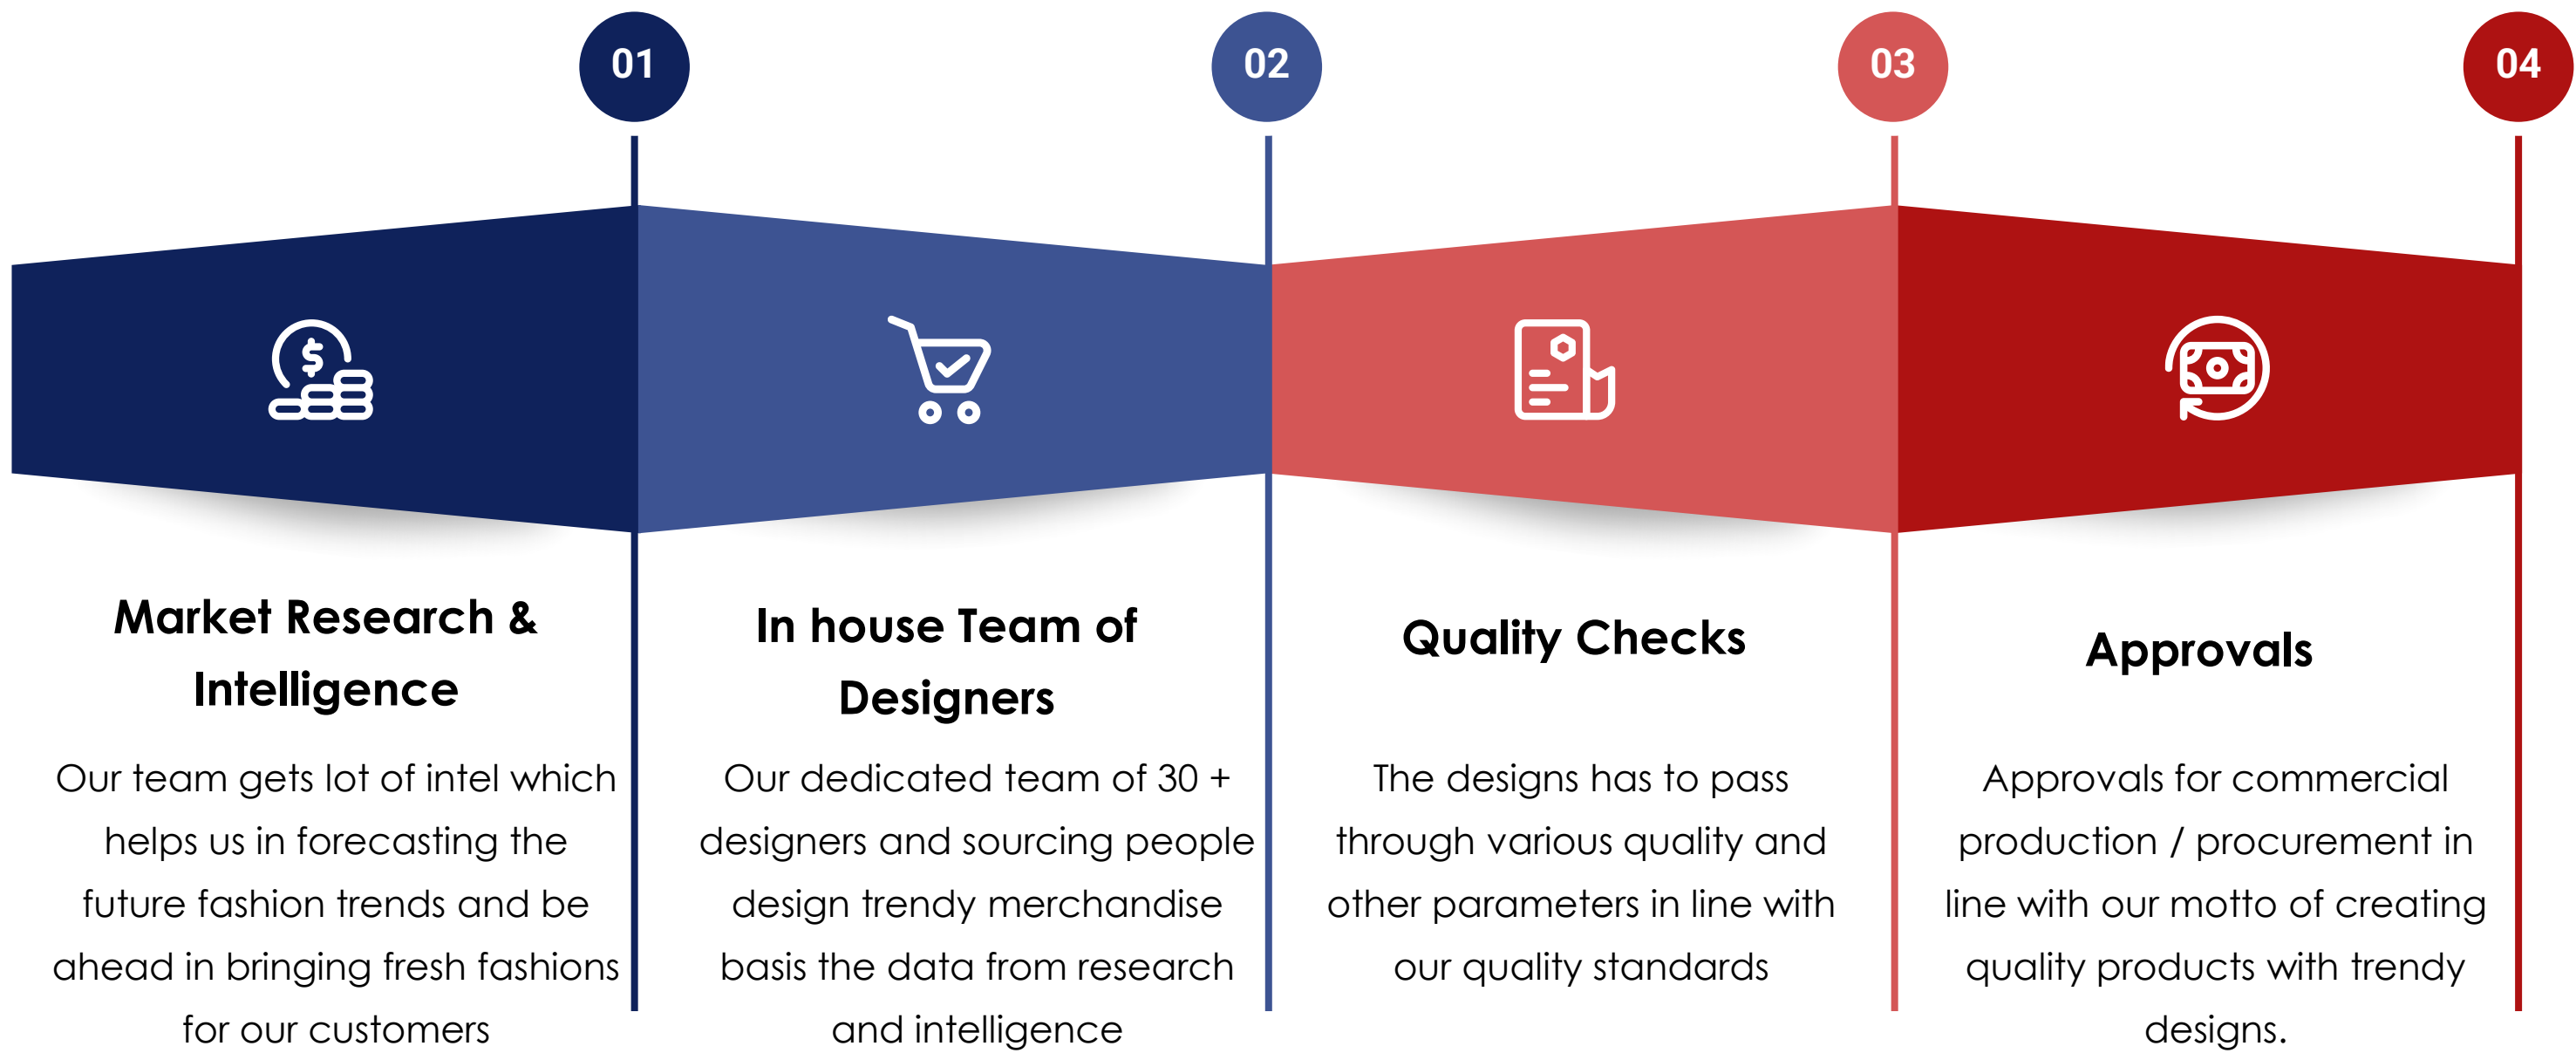 01
02
03
04
$
Market Research &
Intelligence
Our team gets lot of intel which
helps us in forecasting the
future fashion trends and be
ahead in bringing fresh fashions
for our customers
In house Team of
Designers
Our dedicated team of 30 +
designers and sourcing people
design trendy merchandise
basis the data from research
and intelligence
Quality Checks
The designs has to pass
through various quality and
other parameters in line with
our quality standards
Approvals
Approvals for commercial
production / procurement in
line with our motto of creating
quality products with trendy
designs.